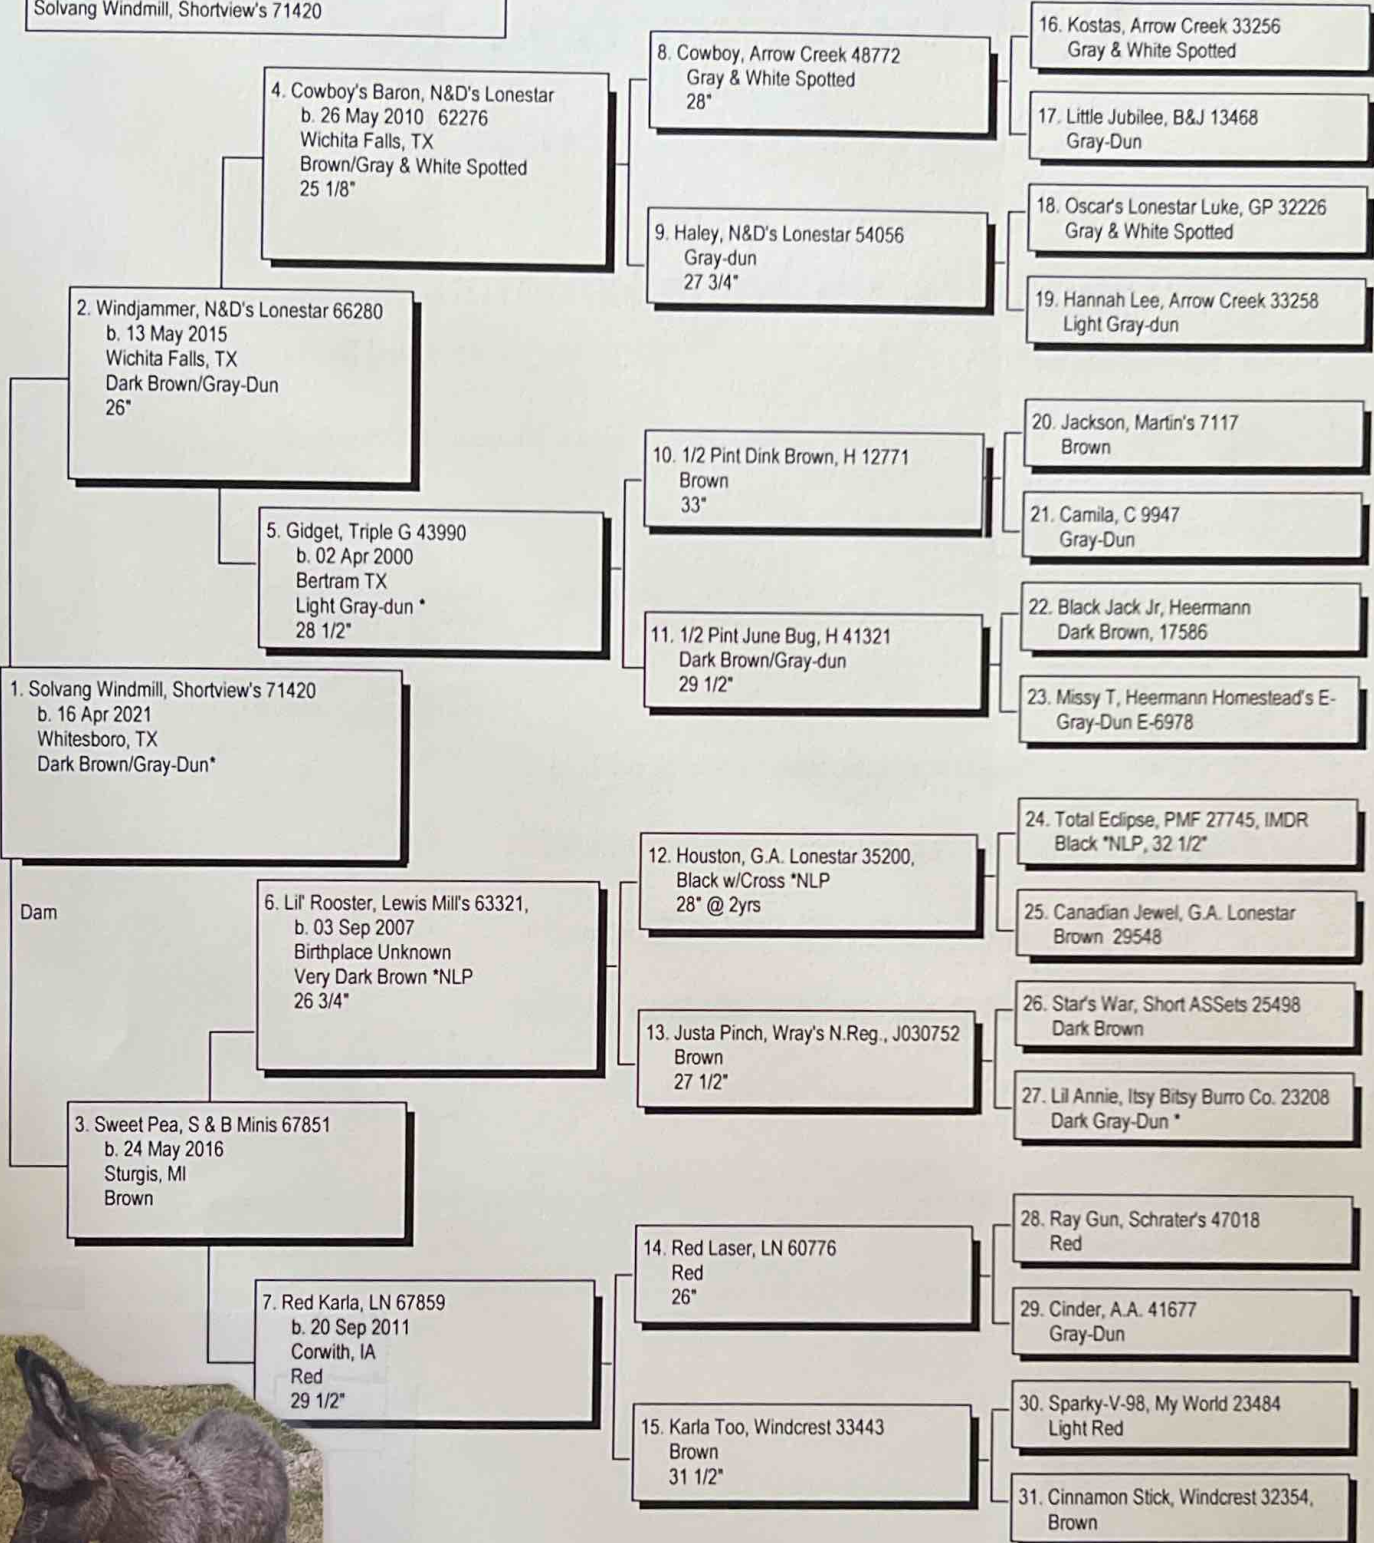 Solvang Windmill, Shortview's 71420
1. Solvang Windmill, Shortview's 71420
b. 16 Apr 2021
Whitesboro, TX
Dark Brown/Gray-Dun*
Dam
2. Windjammer, N&D's Lonestar 66280
b. 13 May 2015
Wichita Falls, TX
Dark Brown/Gray-Dun
26"
3. Sweet Pea, S & B Minis 67851
b. 24 May 2016
Sturgis, MI
Brown
4. Cowboy's Baron, N&D's Lonestar
b. 26 May 2010 62276
Wichita Falls, TX
Brown/Gray & White Spotted
25 1/8"
5. Gidget, Triple G 43990
b. 02 Apr 2000
Bertram TX
Light Gray-dun *
28 1/2"
6. Lil' Rooster, Lewis Mill's 63321,
b. 03 Sep 2007
Birthplace Unknown
Very Dark Brown *NLP
26 3/4"
7. Red Karla, LN 67859
b. 20 Sep 2011
Corwith, IA
Red
29 1/2"
8. Cowboy, Arrow Creek 48772
Gray & White Spotted
28"
9. Haley, N&D's Lonestar 54056
Gray-dun
27 3/4"
10. 1/2 Pint Dink Brown, H 12771
Brown
33"
11. 1/2 Pint June Bug, H 41321
Dark Brown/Gray-dun
29 1/2"
12. Houston, G.A. Lonestar 35200,
Black w/Cross *NLP
28" @ 2yrs
13. Justa Pinch, Wray's N.Reg., J030752
Brown
27 1/2"
14. Red Laser, LN 60776
Red
26"
15. Karla Too, Windcrest 33443
Brown
31 1/2"
16. Kostas, Arrow Creek 33256
Gray & White Spotted
17. Little Jubilee, B&J 13468
Gray-Dun
18. Oscar's Lonestar Luke, GP 32226
Gray & White Spotted
19. Hannah Lee, Arrow Creek 33258
Light Gray-dun
20. Jackson, Martin's 7117
Brown
21. Camila, C 9947
Gray-Dun
22. Black Jack Jr, Heermann
Dark Brown, 17586
23. Missy T, Heermann Homestead's E-
Gray-Dun E-6978
24. Total Eclipse, PMF 27745, IMDR
Black *NLP, 32 1/2"
25. Canadian Jewel, G.A. Lonestar
Brown 29548
26. Star's War, Short ASSets 25498
Dark Brown
27. Lil Annie, Itsy Bitsy Burro Co. 23208
Dark Gray-Dun *
28. Ray Gun, Schrater's 47018
Red
29. Cinder, A.A. 41677
Gray-Dun
30. Sparky-V-98, My World 23484
Light Red
31. Cinnamon Stick, Windcrest 32354,
Brown